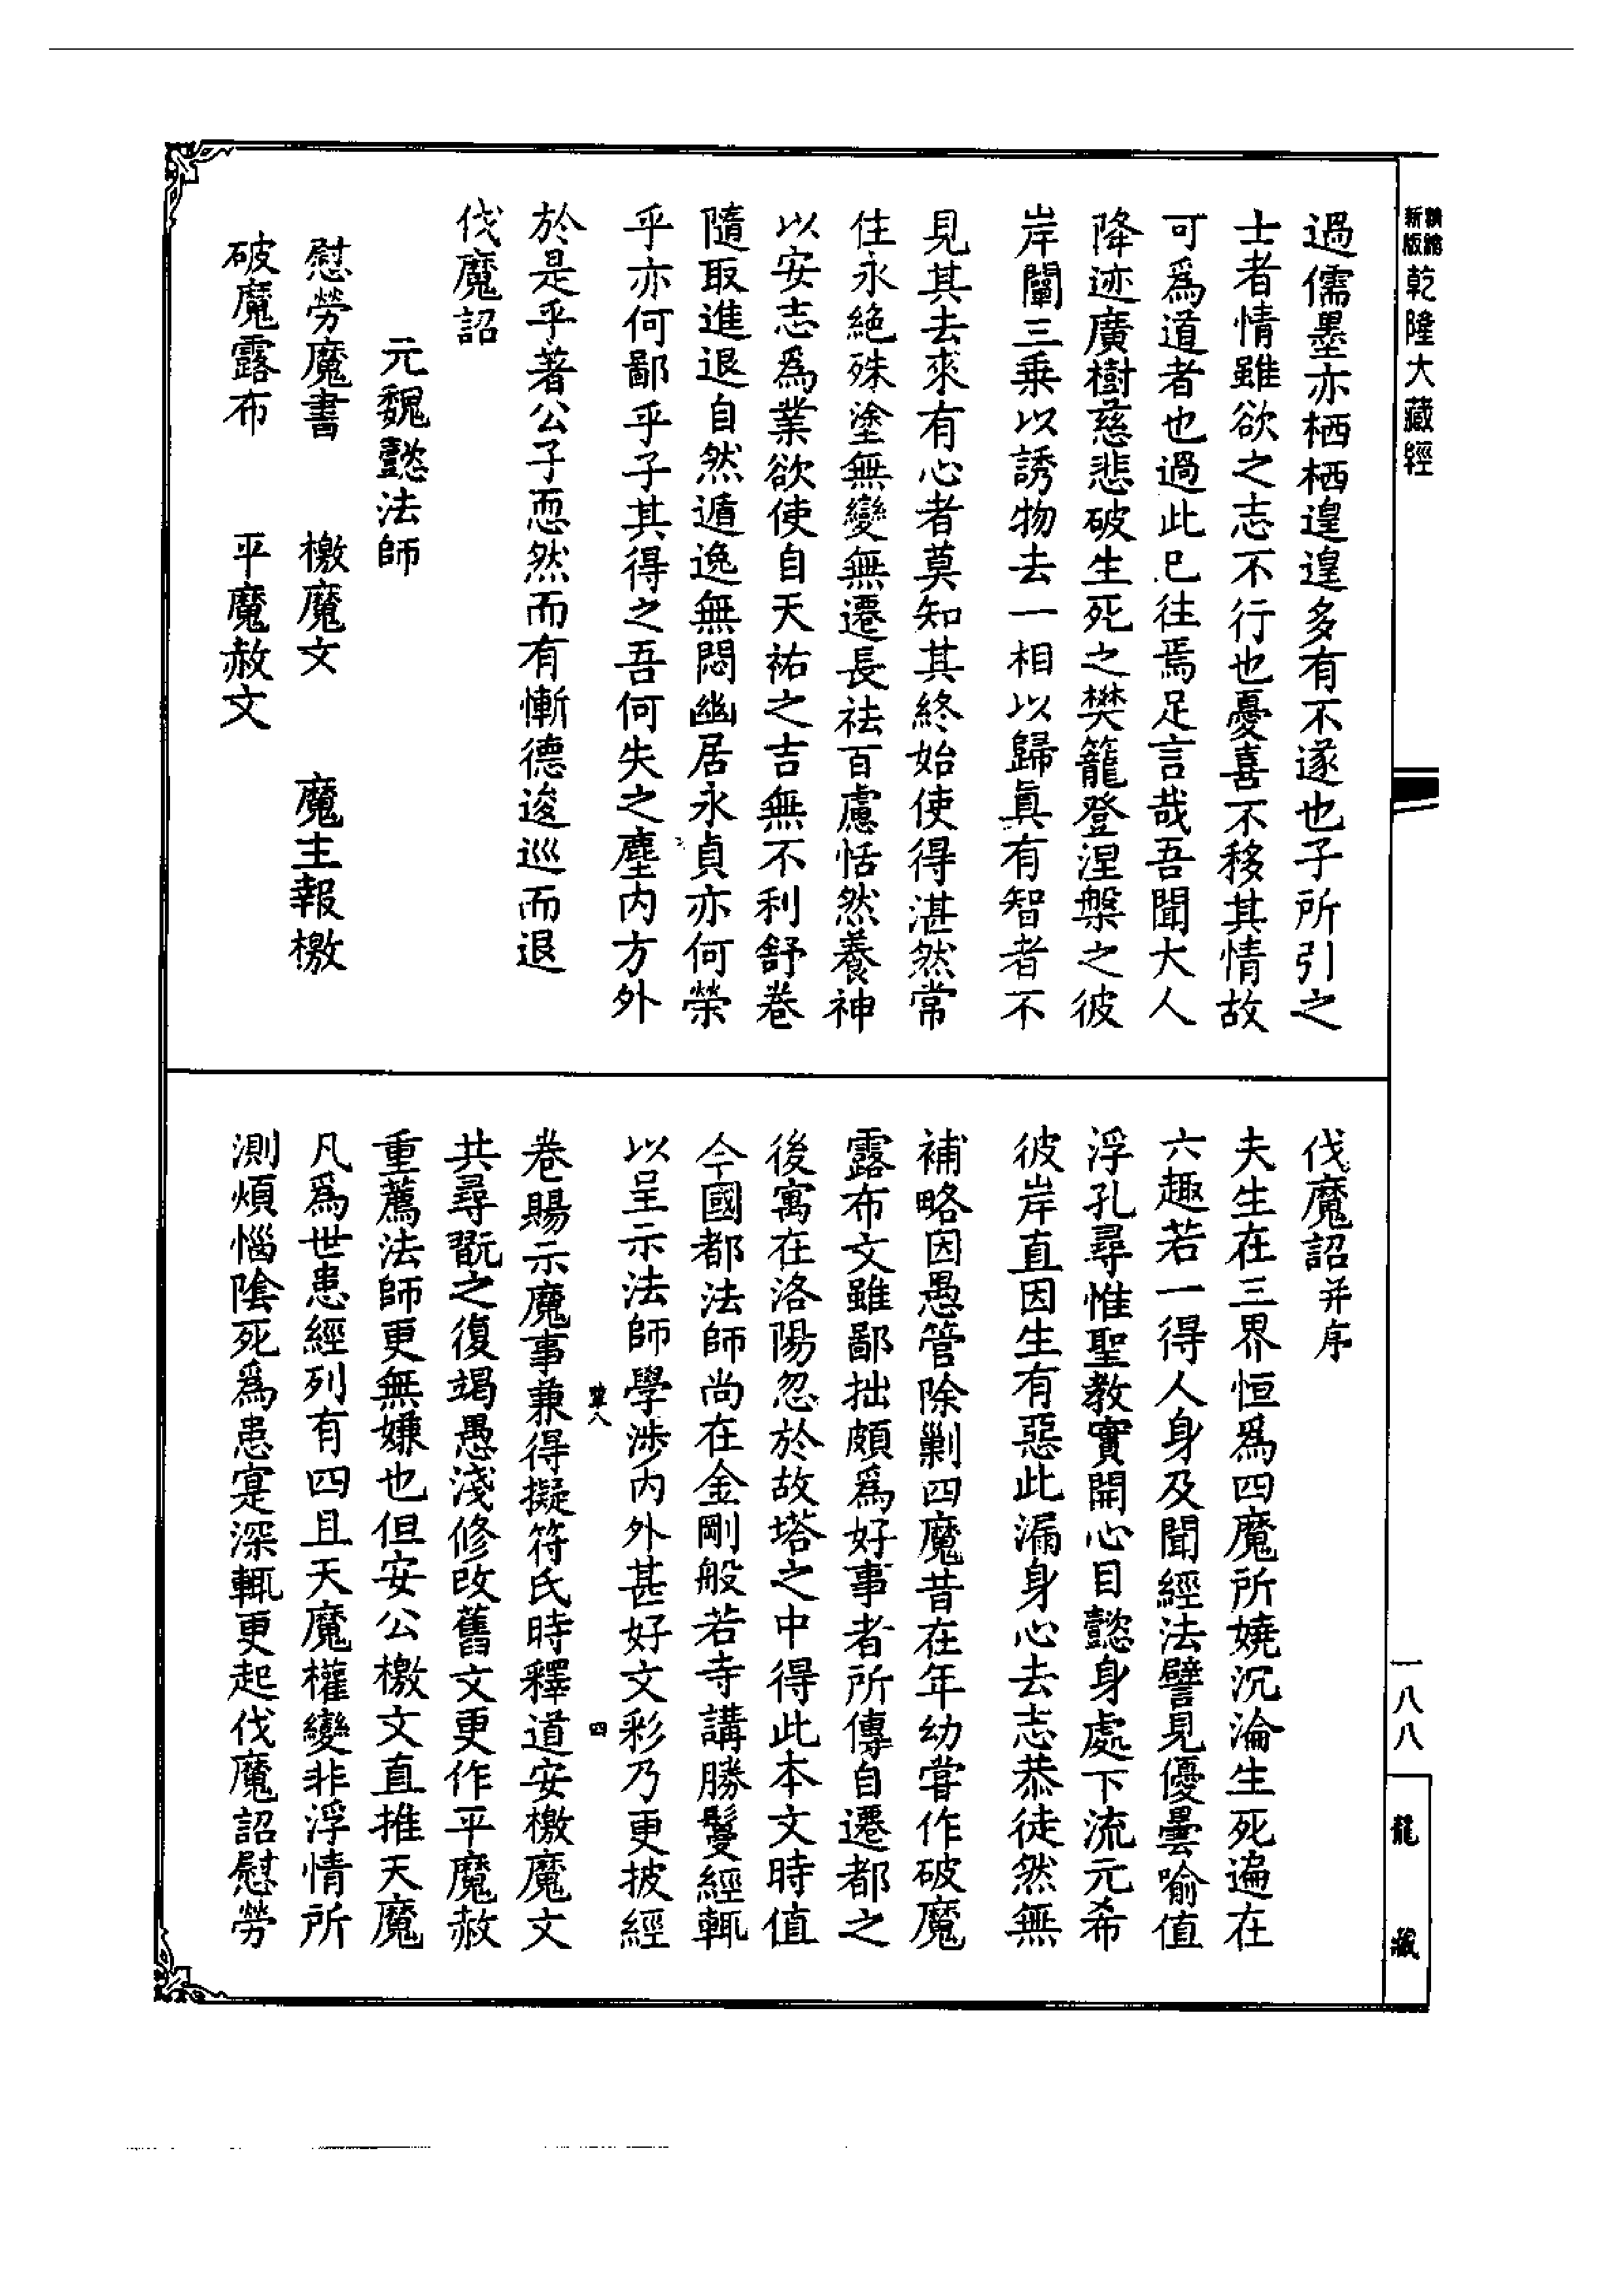 新版
精縮
乾隆大藏經
過儒墨亦栖栖遑遑多有不遂也子所引之
士者情雖欲之志不行也憂喜不移其情故
可為道者也過此已往焉足言哉吾聞大人
降迹廣樹慈悲破生死之樊籠登涅槃之彼
岸闡三乗以誘物去一相以歸眞有智者不
見其去來有心者莫知其終始使得湛然常
住永絶殊塗無變無遷長祛百慮恬然養神
以安志為業欲使自天祐之吉無不利舒卷
隨取進退自然遁逸無悶幽居永貞亦何榮
乎亦何鄙乎子其得之吾何失之塵内方外
於是乎著公子恧然而有慚德逡巡而退
伐魔詔
元魏懿法師
慰勞魔書 檄魔文 魔主報檄
破魔露布 平魔赦文
伐魔詔并序
夫生在三界恒為四魔所嬈沉淪生死遍在
六趣若一得人身及聞經法譬見優曇喻值
浮孔尋惟聖教實開心目懿身處下流元希
彼岸直因生有惡此漏身心去志恭徒然無
補略因愚管除剿四魔昔在年幼甞作破魔
露布文雖鄙拙頗為好事者所傳自遷都之
後寓在洛陽忽於故塔之中得此本文時值
今國都法師尚在金剛般若寺講勝鬘經輒
以呈示法師學涉内外甚好文彩乃更披經
四
卷賜示魔事兼得擬符氏時釋道安檄魔文
共尋翫之復竭愚淺修改舊文更作平魔赦
重薦法師更無嫌也但安公檄文直推天魔
凡為世患經列有四且天魔權變非浮情所
測煩惱陰死為患寔深輒更起伐魔詔慰勞
一八八
龍藏